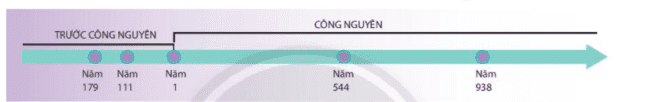 CÔNG NGUYÊN
TRƯỚC CÔNG NGUYÊN
Năm
179
Năm
111
Năm
1
Năm
544
Năm
938